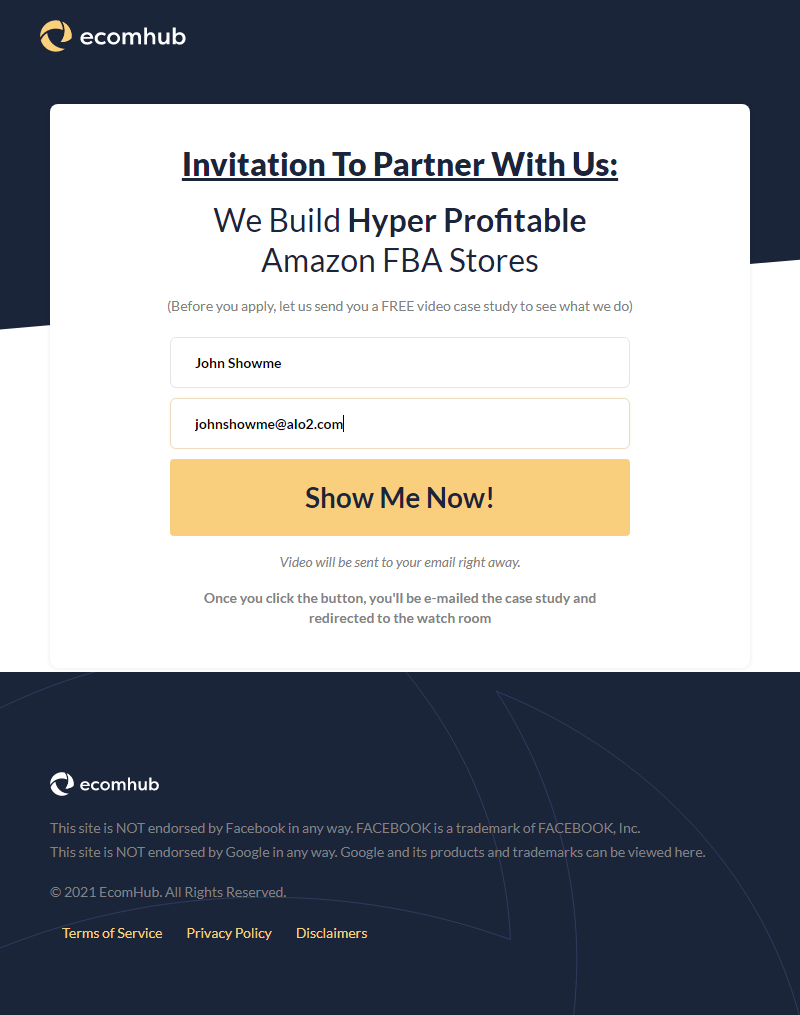 ecomhub
Invitation To Partner With Us:
We Build Hyper Profitable
Amazon FBA Stores
(Before you apply, let us send you a FREE video case study to see what we do)
John Showme
johnshowme@alo2.com
Show Me Now!
Video will be sent to your email right away.
Once you click the button, you'll be e-mailed the case study and
redirected to the watch room
ecomhub
This site is NOT endorsed by Facebook in any way. FACEBOOK is a trademark of FACEBOOK, Inc.
This site is NOT endorsed by Google in any way. Google and its products and trademarks can be viewed here.
© 2021 EcomHub. All Rights Reserved.
Terms of Service Privacy Policy Disclaimers